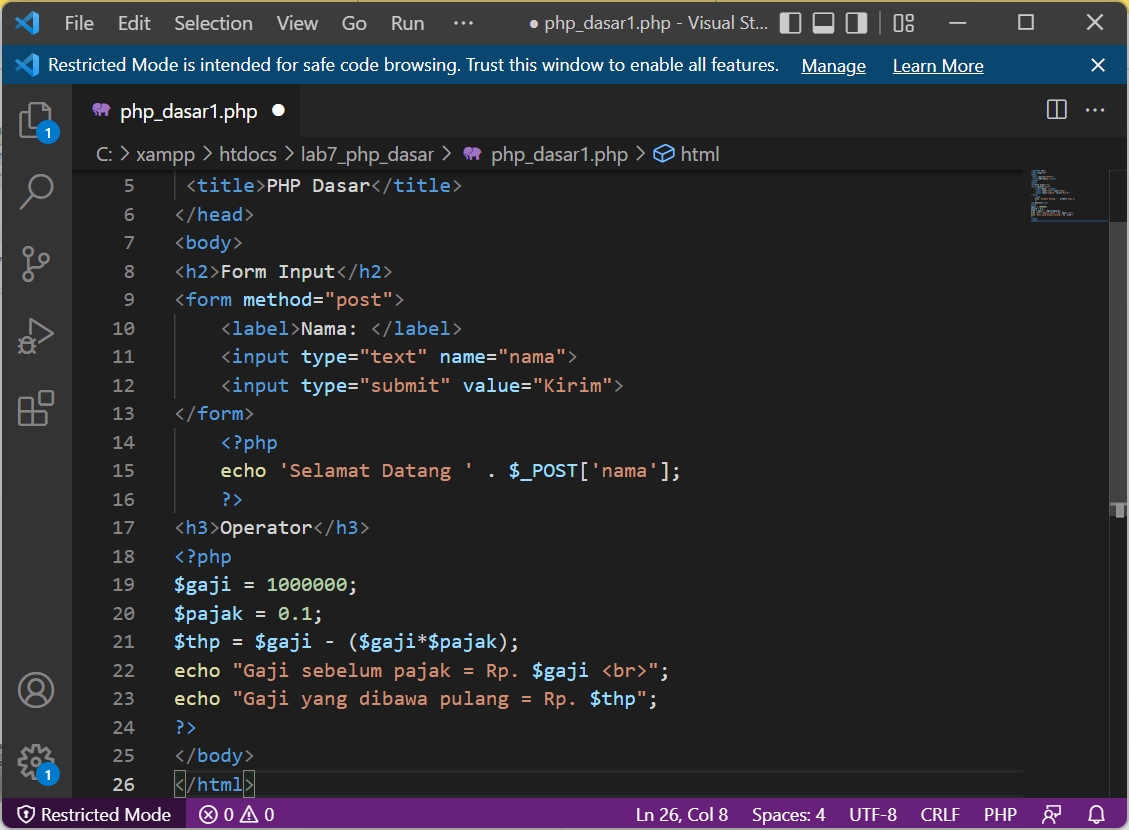 File Edit Selection View Go Run ··· ● php_dasar1.php - Visual St...
Restricted Mode is intended for safe code browsing. Trust this window to enable all features. Manage Learn More
1
php_dasar1.php ●
C: > xampp > htdocs > lab7_php_dasar > php_dasar1.php > html
5 <title>PHP Dasar</title>
6 </head>
7 <body>
8 <h2>Form Input</h2>
9 <form method="post">
10 <label>Nama: </label>
11 <input type="text" name="nama">
12 <input type="submit" value="Kirim">
13 </form>
14 <?php
15 echo 'Selamat Datang ' . $_POST['nama'];
16 ?>
17 <h3>Operator</h3>
18 <?php
19 $gaji = 1000000;
20 $pajak = 0.1;
21 $thp = $gaji - ($gaji*$pajak);
22 echo "Gaji sebelum pajak = Rp. $gaji <br>";
23 echo "Gaji yang dibawa pulang = Rp. $thp";
24 ?>
25 </body>
26 </html>
1
Restricted Mode 0 0 Ln 26, Col 8 Spaces: 4 UTF-8 CRLF PHP